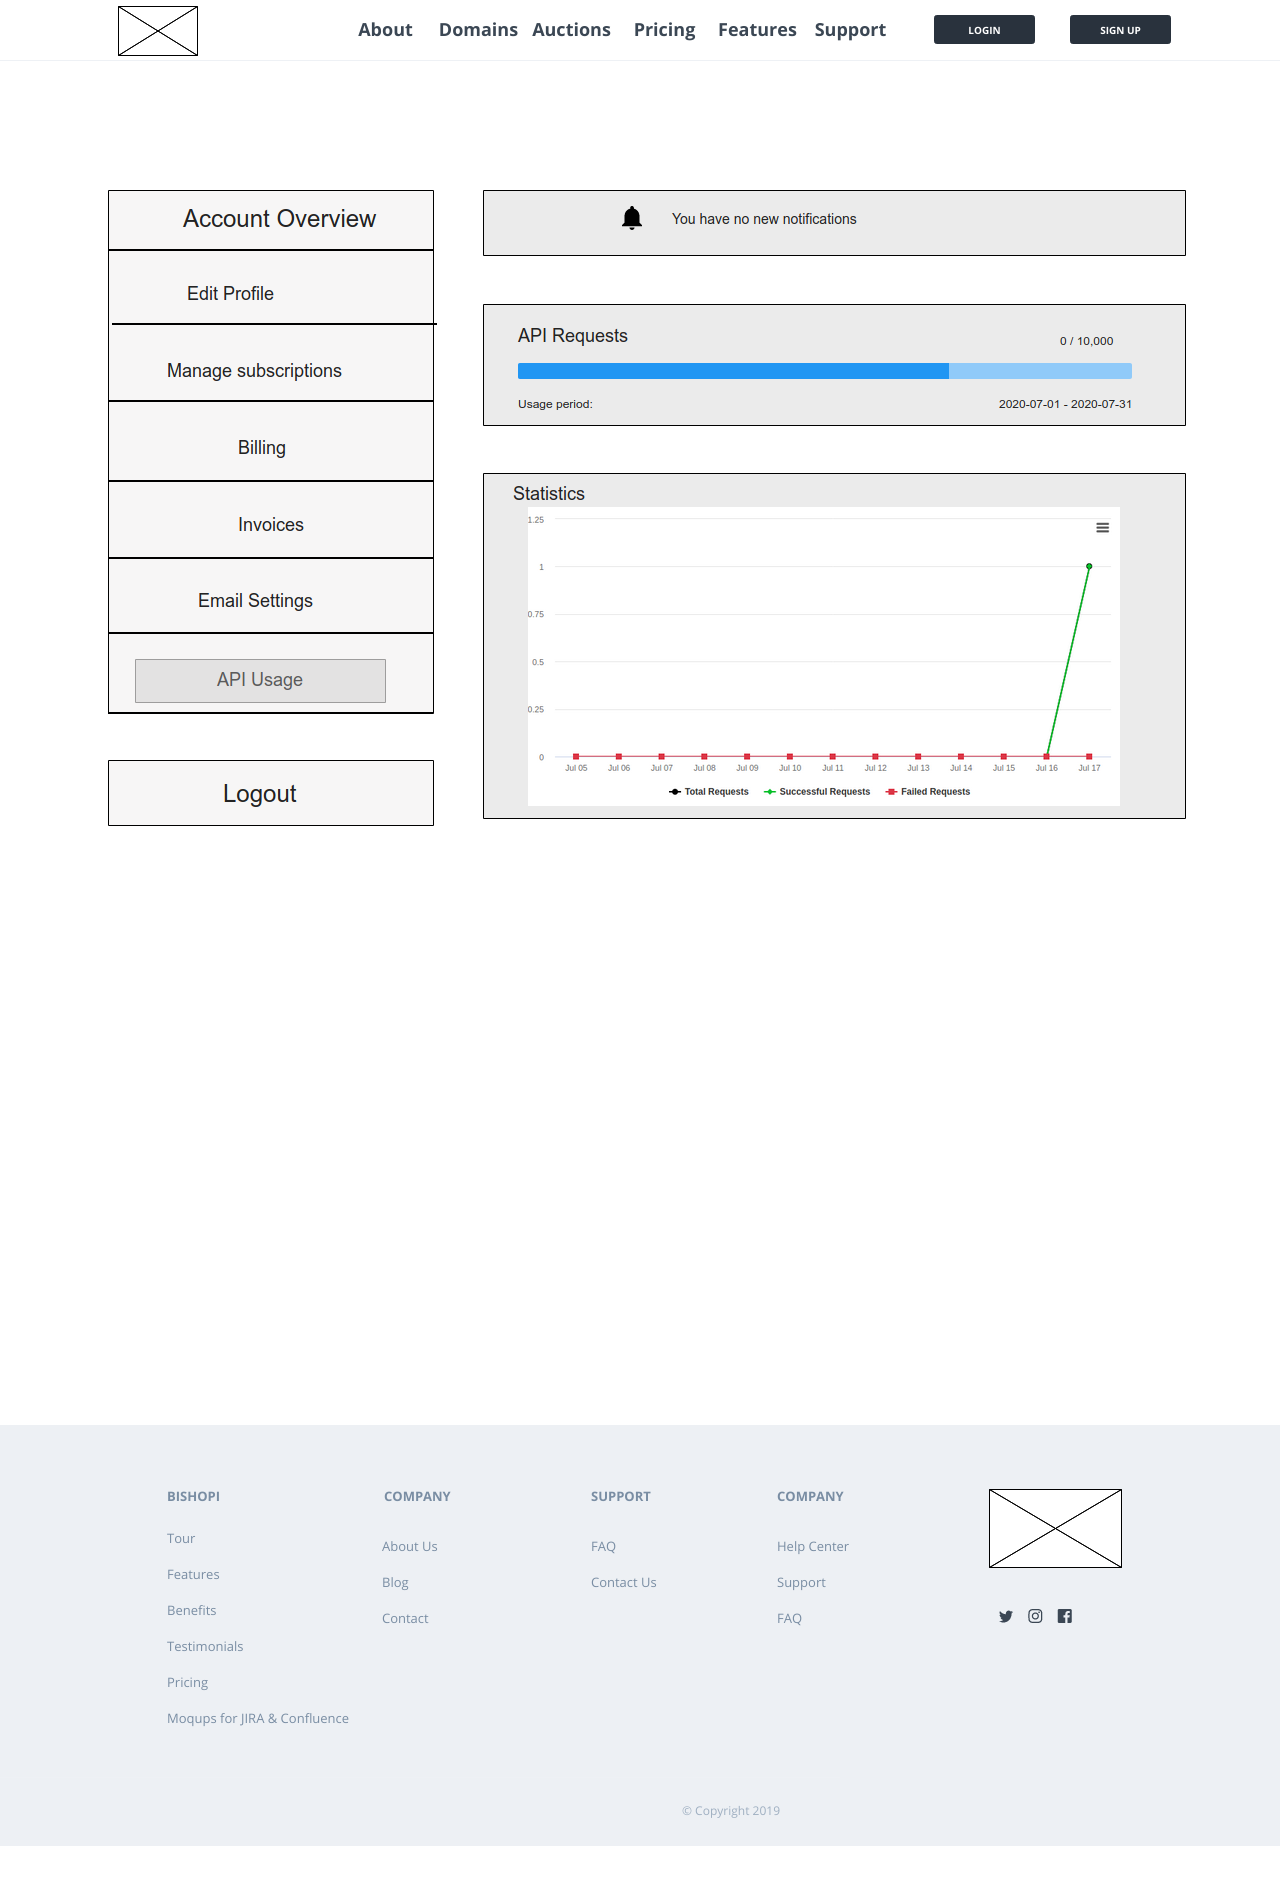 About Domains Auctions Pricing Features Support LOGIN SIGN UP
Account Overview
Edit Profile
Manage subscriptions
Billing
Invoices
Email Settings
API Usage
Logout
You have no new notifications
API Requests
0 / 10,000
Usage period: 2020-07-01 - 2020-07-31
Statistics
1.25
1
0.75
0.5
0.25
0
Jul 05 Jul 06 Jul 07 Jul 08 Jul 09 Jul 10 Jul 11 Jul 12 Jul 13 Jul 14 Jul 15 Jul 16 Jul 17
Total Requests Successful Requests Failed Requests
BISHOPI
Tour
Features
Benefits
Testimonials
Pricing
Moqups for JIRA & Confluence
COMPANY
About Us
Blog
Contact
SUPPORT
FAQ
Contact Us
COMPANY
Help Center
Support
FAQ
© Copyright 2019